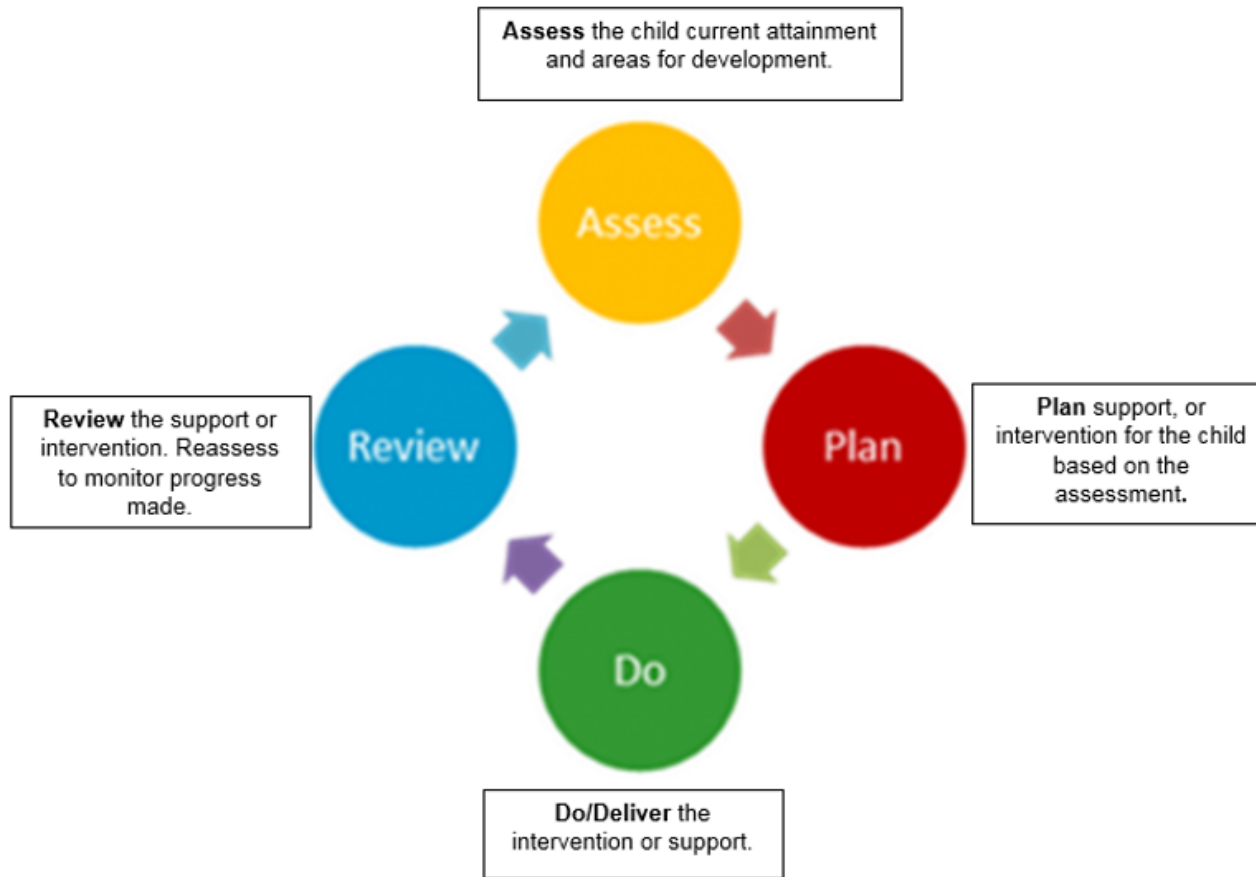 Assess the child current attainment
and areas for development.
Assess
Review the support or
intervention. Reassess
to monitor progress
made.
Review
Plan
Plan support, or
intervention for the child
based on the
assessment.
Do
Do/Deliver the
intervention or support.